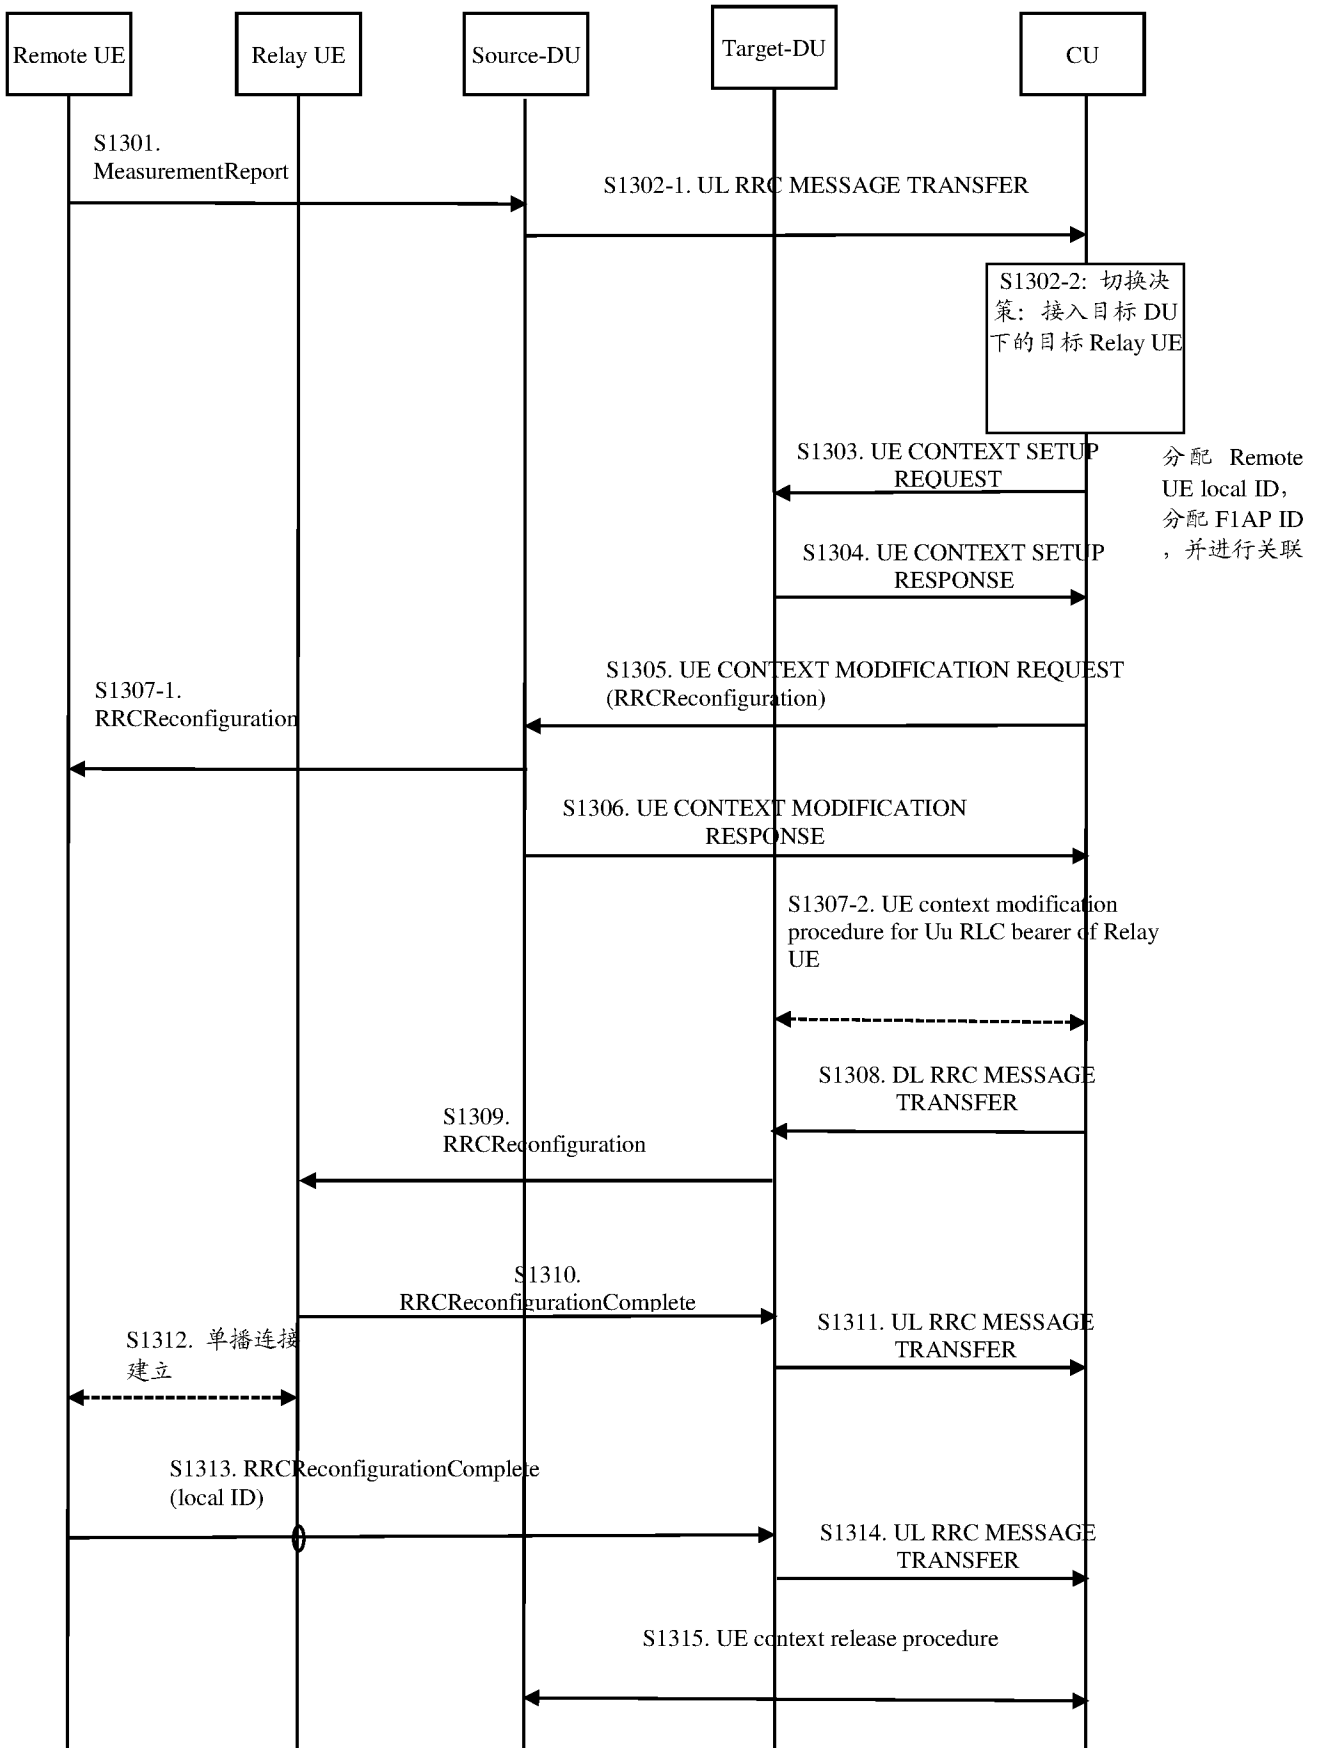 Remote UE
Relay UE
Source-DU
Target-DU
CU
S1301.
MeasurementReport
S1302-1. UL RRC MESSAGE TRANSFER
S1302-2: 切换决
策：接入目标 DU
下的目标 Relay UE
S1303. UE CONTEXT SETUP
REQUEST
分配 Remote
UE local ID，
分配 F1AP ID
，并进行关联
S1304. UE CONTEXT SETUP
RESPONSE
S1305. UE CONTEXT MODIFICATION REQUEST
(RRCReconfiguration)
S1307-1.
RRCReconfiguration
S1306. UE CONTEXT MODIFICATION
RESPONSE
S1307-2. UE context modification
procedure for Uu RLC bearer of Relay
UE
S1308. DL RRC MESSAGE
TRANSFER
S1309.
RRCReconfiguration
S1310.
RRCReconfigurationComplete
S1311. UL RRC MESSAGE
TRANSFER
S1312. 单播连接
建立
S1313. RRCReconfigurationComplete
(local ID)
S1314. UL RRC MESSAGE
TRANSFER
S1315. UE context release procedure